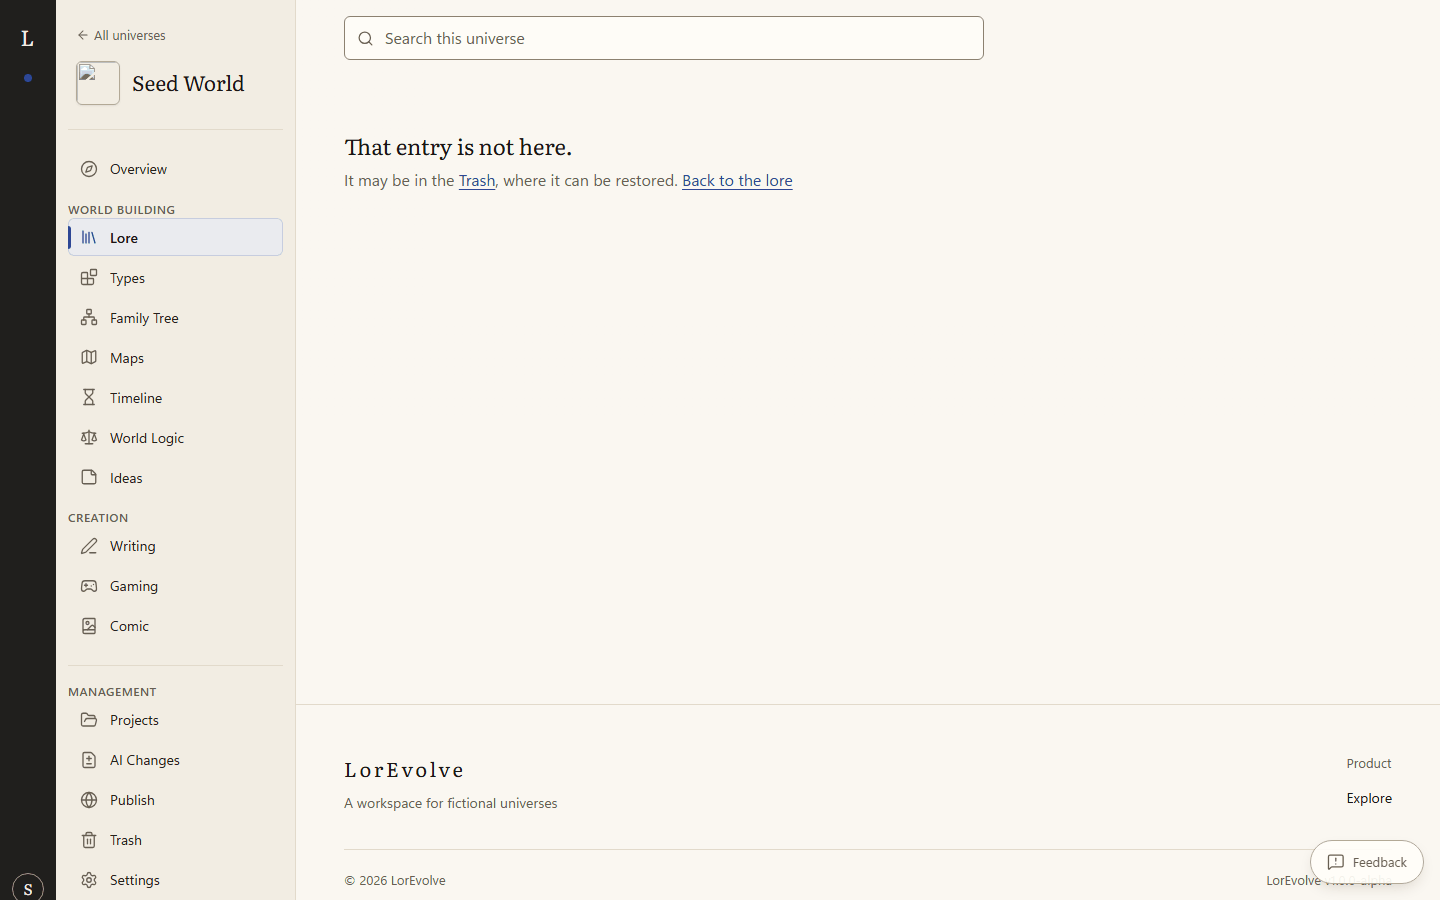 L
All universes
Seed World
Overview
WORLD BUILDING
Lore
Types
Family Tree
Maps
Timeline
World Logic
Ideas
CREATION
Writing
Gaming
Comic
MANAGEMENT
Projects
AI Changes
Publish
Trash
Settings
S
Search this universe
That entry is not here.
It may be in the Trash, where it can be restored. Back to the lore
LorEvolve
A workspace for fictional universes
Product
Explore
Feedback
© 2026 LorEvolve
LorEvolve